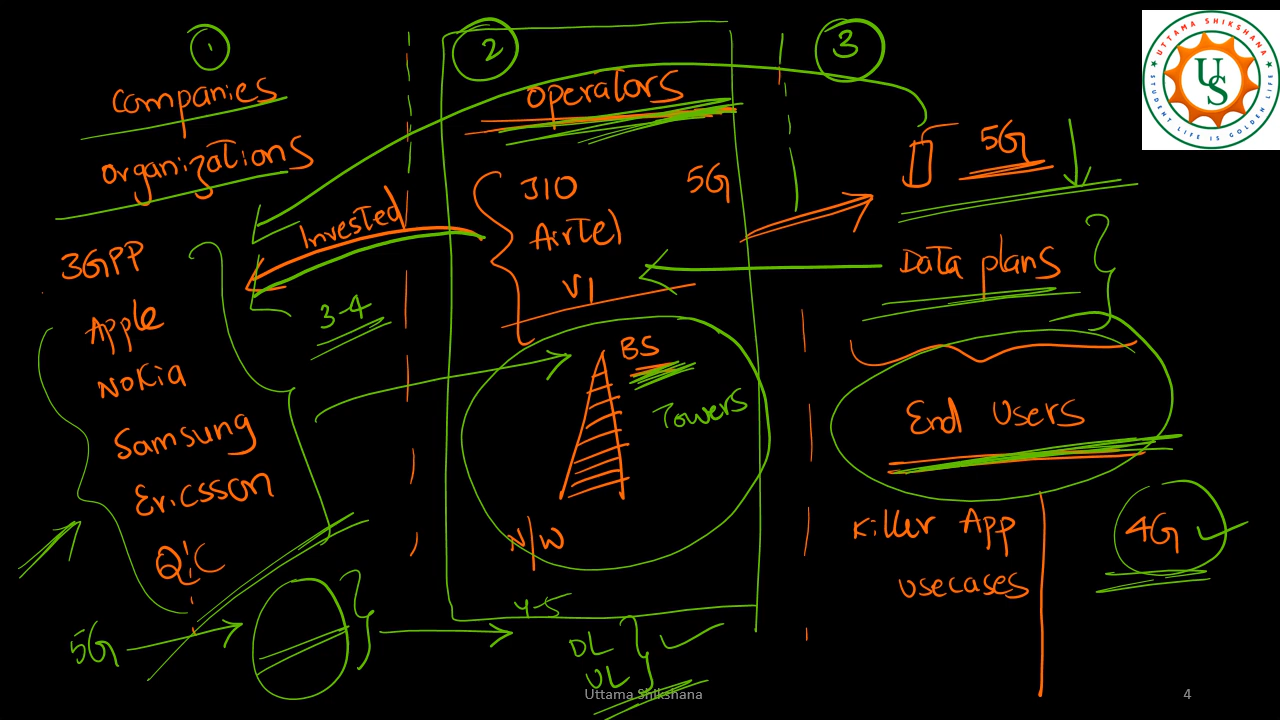 1
Companies
Organizations
Invested
3GPP
3-4
Apple
Nokia
Samsung
Ericsson
5G
2
Operators
JIO
5G
Airtel
VI
BS
Towers
N/W
4-5
DL
UL
3
5G
Data plans
End Users
Killer App
usecases
4G
UTTAMA SHIKSHANA
US
STUDENT LIFE IS GOLDEN LIFE
Uttama Shikshana
4